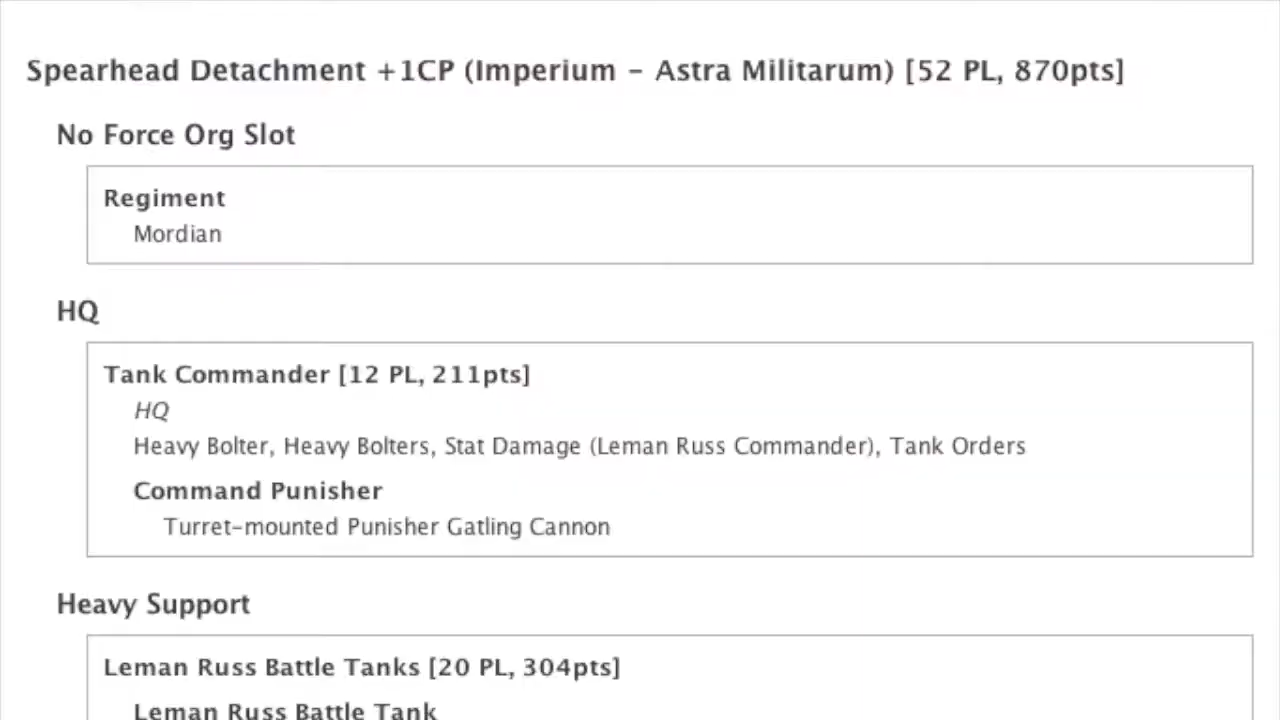 Spearhead Detachment +1CP (Imperium - Astra Militarum) [52 PL, 870pts]
No Force Org Slot
Regiment
Mordian
HQ
Tank Commander [12 PL, 211pts]
HQ
Heavy Bolter, Heavy Bolters, Stat Damage (Leman Russ Commander), Tank Orders
Command Punisher
Turret-mounted Punisher Gatling Cannon
Heavy Support
Leman Russ Battle Tanks [20 PL, 304pts]
Leman Russ Battle Tank